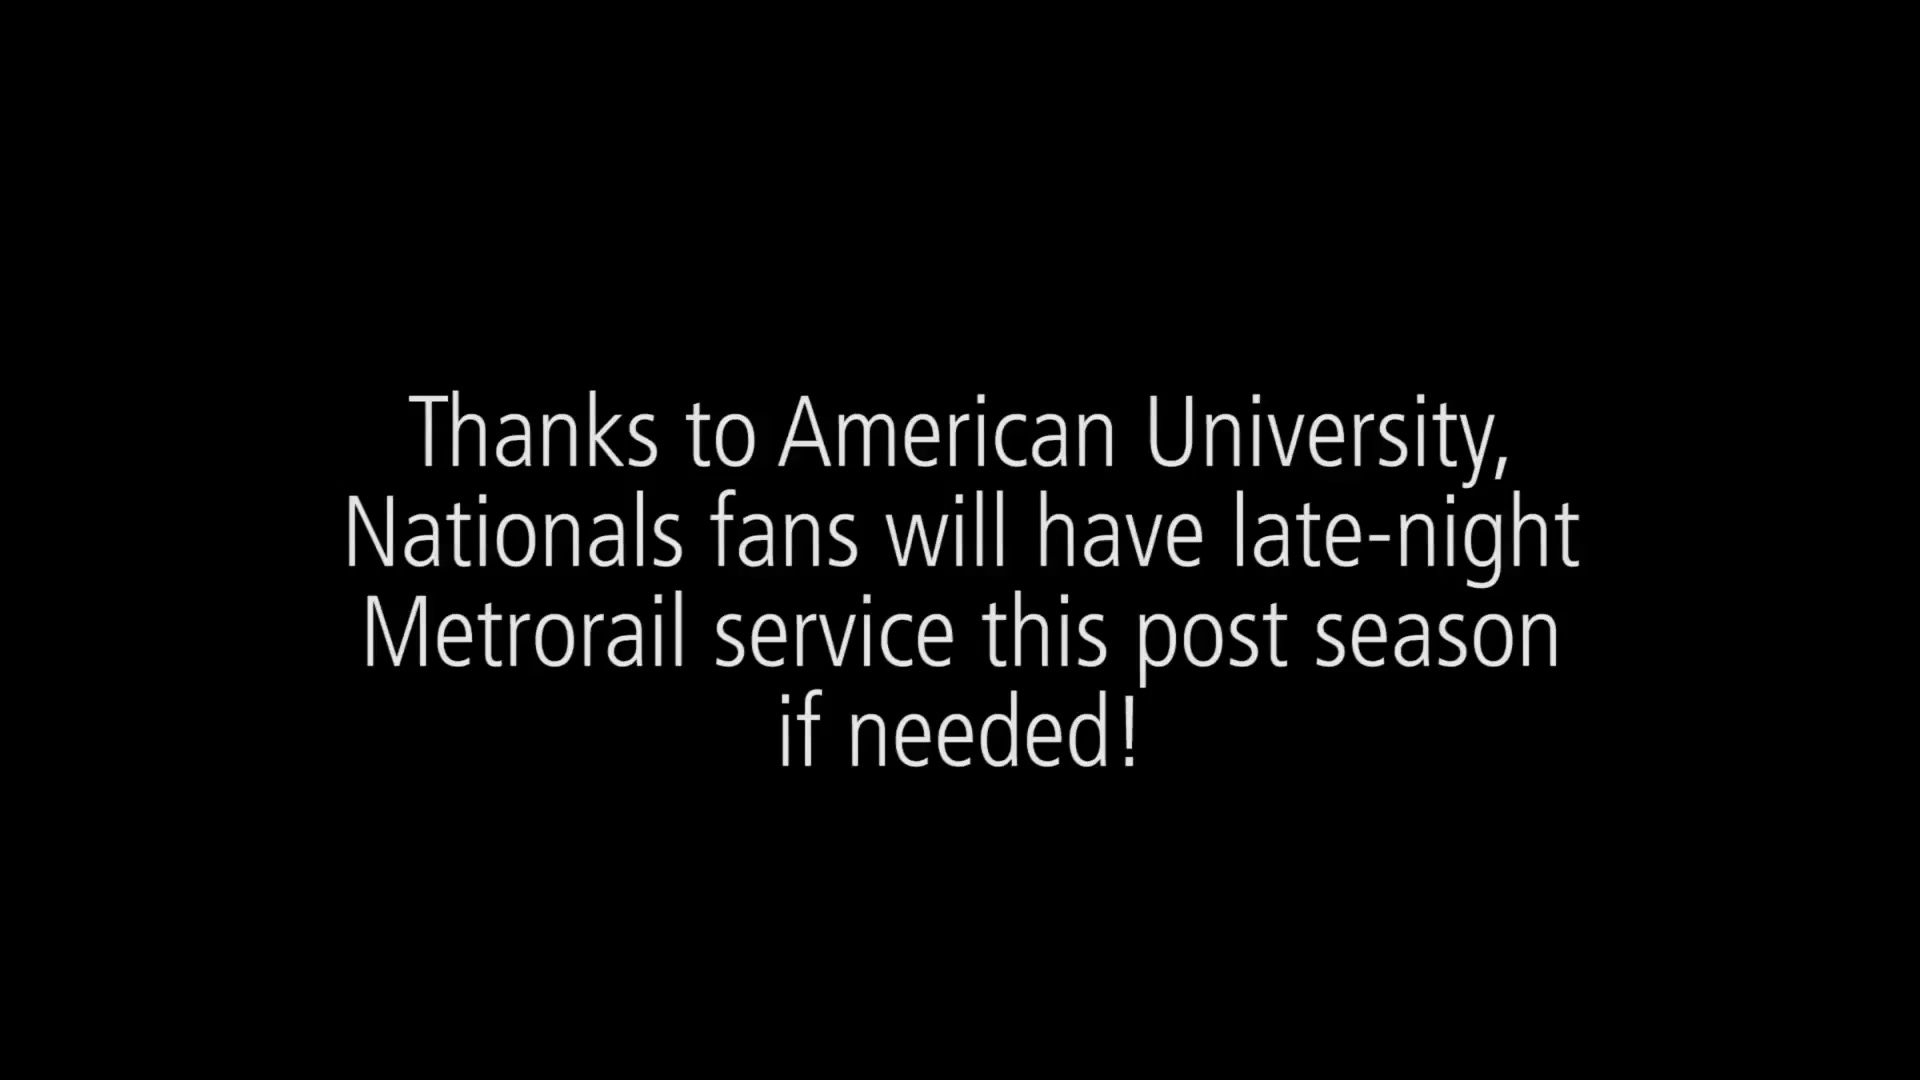 Thanks to American University,
Nationals fans will have late-night
Metrorail service this post season
if needed!